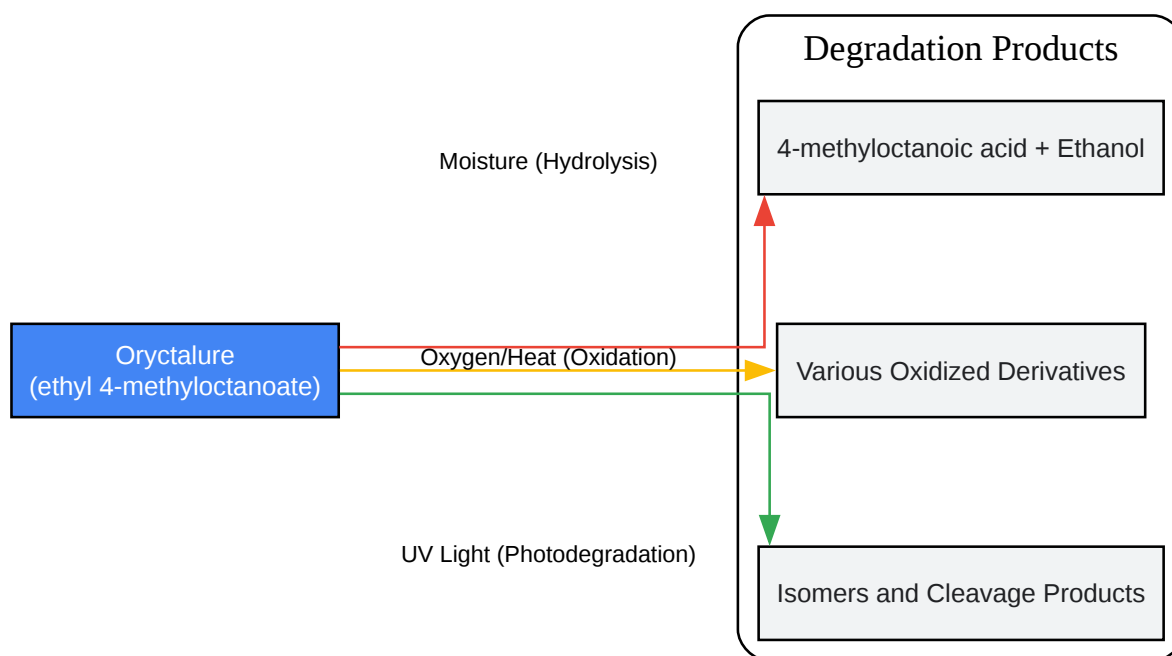 Degradation Products
Moisture (Hydrolysis)
4-methyloctanoic acid + Ethanol
Oryctalure
(ethyl 4-methyloctanoate)
Oxygen/Heat (Oxidation)
Various Oxidized Derivatives
UV Light (Photodegradation)
Isomers and Cleavage Products